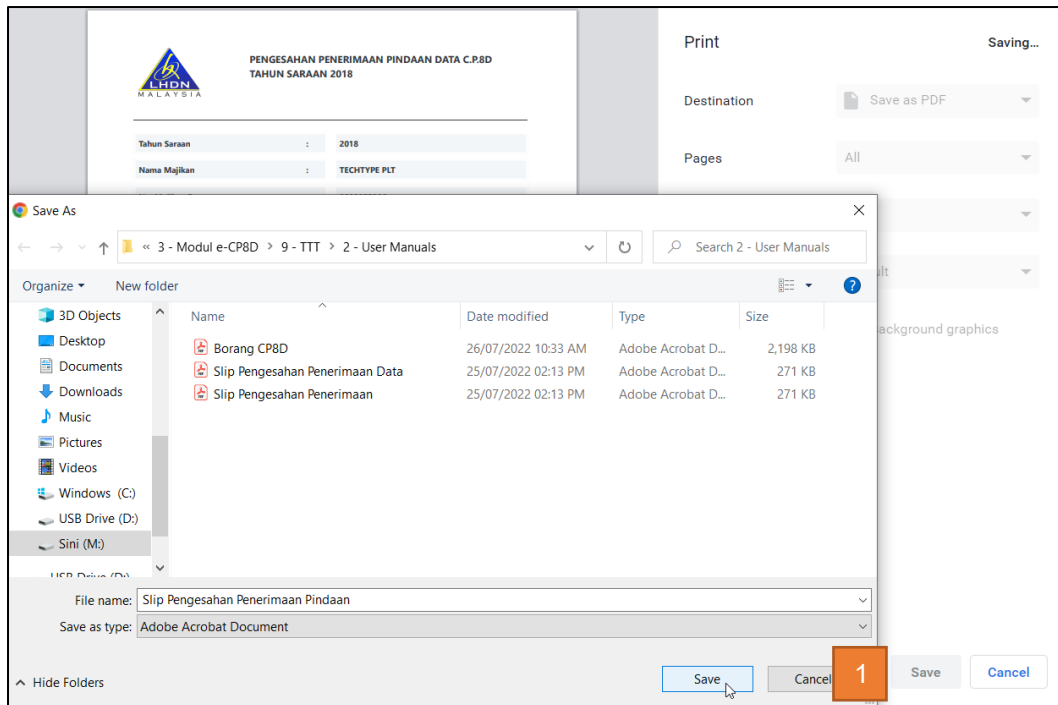 PENGESAHAN PENERIMAAN PINDAAN DATA C.P.8D
TAHUN SARAAN 2018
LHDN
MALAYSIA
Tahun Saraan : 2018
Nama Majikan : TECHTYPE PLT
Print Saving...
Destination Save as PDF
Pages All
Save As
« 3 - Modul e-CP8D > 9 - TTT > 2 - User Manuals
Search 2 - User Manuals
Organize New folder
Name Date modified Type Size
3D Objects
Desktop
Documents
Downloads
Music
Pictures
Videos
Windows (C:)
USB Drive (D:)
Sini (M:)
USB Drive (D:)
Borang CP8D 26/07/2022 10:33 AM Adobe Acrobat D... 2,198 KB
Slip Pengesahan Penerimaan Data 25/07/2022 02:13 PM Adobe Acrobat D... 271 KB
Slip Pengesahan Penerimaan 25/07/2022 02:13 PM Adobe Acrobat D... 271 KB
ult
ackground graphics
File name: Slip Pengesahan Penerimaan Pindaan
Save as type: Adobe Acrobat Document
Hide Folders
Save Cancel
1
Save Cancel